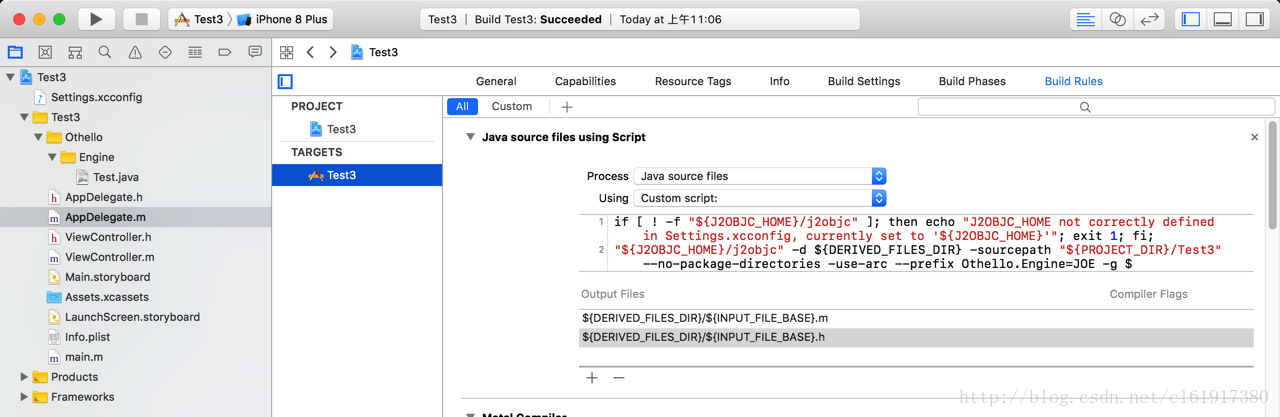 Test3 iPhone 8 Plus Test3 | Build Test3: Succeeded | Today at 上午11:06
Test3
Test3
Settings.xcconfig
Test3
Othello
Engine
Test.java
AppDelegate.h
AppDelegate.m
ViewController.h
ViewController.m
Main.storyboard
Assets.xcassets
LaunchScreen.storyboard
Info.plist
main.m
Products
Frameworks
General Capabilities Resource Tags Info Build Settings Build Phases Build Rules
PROJECT
Test3
TARGETS
Test3
All Custom
Java source files using Script
Process Java source files
Using Custom script:
1 if [ ! -f "${J2OBJC_HOME}/j2objc" ]; then echo "J2OBJC_HOME not correctly defined
in Settings.xcconfig, currently set to '${J2OBJC_HOME}'"; exit 1; fi;
2 "${J2OBJC_HOME}/j2objc" -d ${DERIVED_FILES_DIR} -sourcepath "${PROJECT_DIR}/Test3"
--no-package-directories -use-arc --prefix Othello.Engine=JOE -g $
Output Files Compiler Flags
${DERIVED_FILES_DIR}/${INPUT_FILE_BASE}.m
${DERIVED_FILES_DIR}/${INPUT_FILE_BASE}.h
Metal Compiler
http://blog.csdn.net/cl61917380